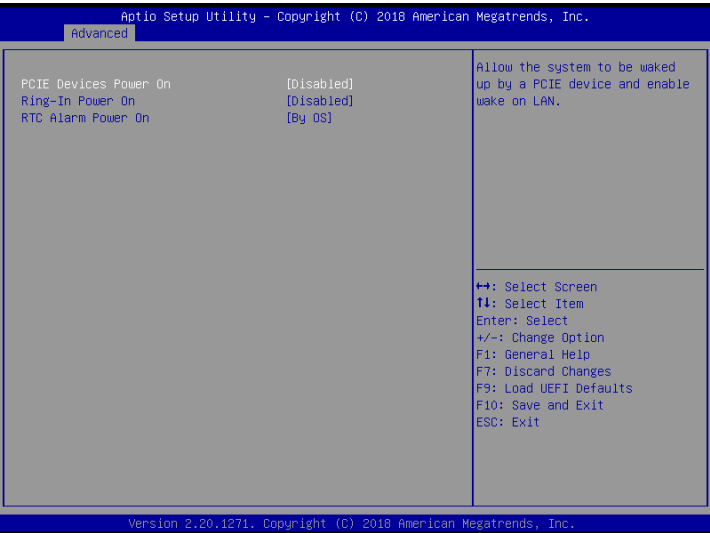 Aptio Setup Utility – Copyright (C) 2018 American Megatrends, Inc.
Advanced
PCIE Devices Power On [Disabled]
Ring-In Power On [Disabled]
RTC Alarm Power On [By OS]
Allow the system to be waked
up by a PCIE device and enable
wake on LAN.
↔: Select Screen
↑↓: Select Item
Enter: Select
+/-: Change Option
F1: General Help
F7: Discard Changes
F9: Load UEFI Defaults
F10: Save and Exit
ESC: Exit
Version 2.20.1271. Copyright (C) 2018 American Megatrends, Inc.